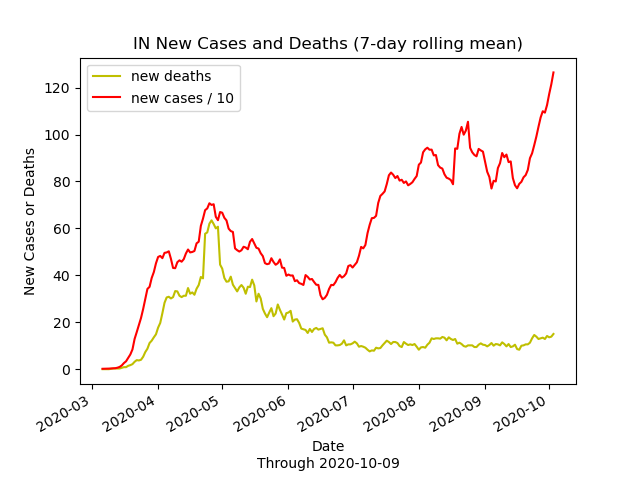 IN New Cases and Deaths (7-day rolling mean)
new deaths
new cases / 10
New Cases or Deaths
120
100
80
60
40
20
0
2020-03
2020-04
2020-05
2020-06
2020-07
2020-08
2020-09
2020-10
Date
Through 2020-10-09